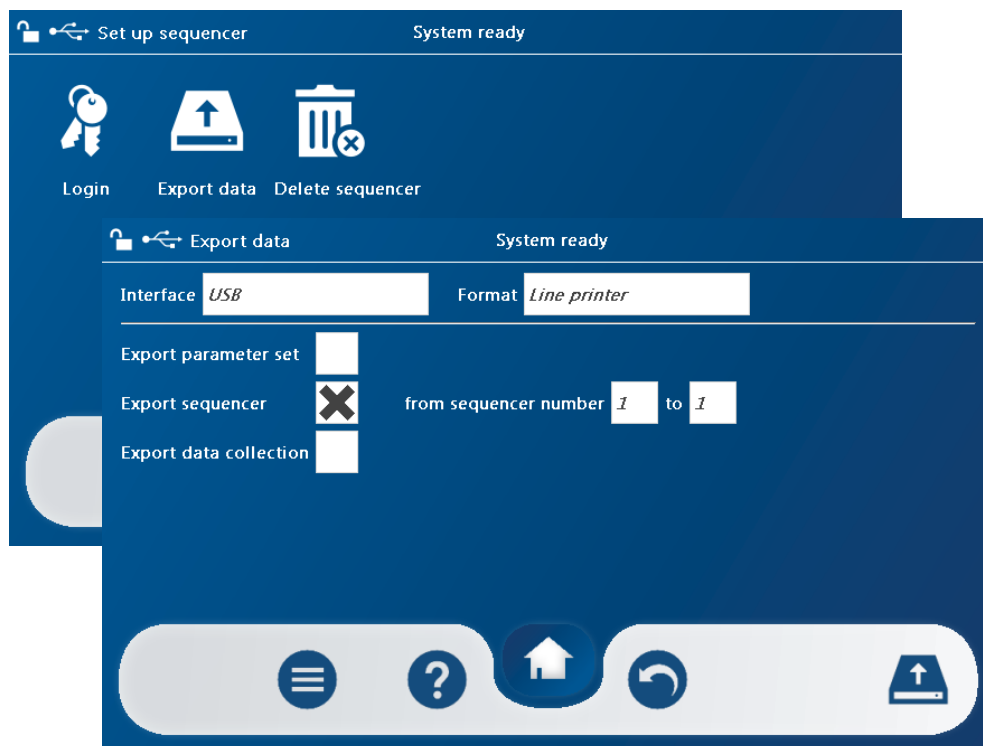 Set up sequencer System ready
Login Export data Delete sequencer
Export data System ready
Interface USB Format Line printer
Export parameter set
Export sequencer from sequencer number 1 to 1
Export data collection
?